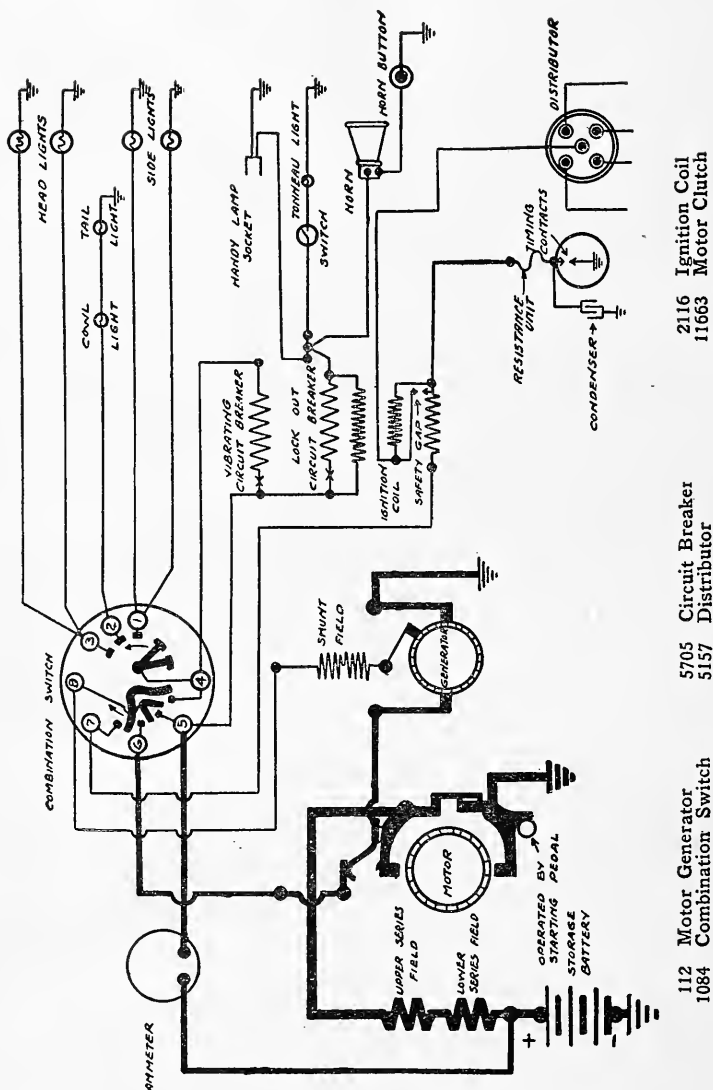 HEAD LIGHTS
TAIL
LIGHT
COWL
LIGHT
SIDE LIGHTS
COMBINATION SWITCH
1
2
3
4
5
6
7
8
HANDY LAMP
SOCKET
TONNEAU LIGHT
SWITCH
HORN
HORN BUTTON
VIBRATING
CIRCUIT BREAKER
LOCK OUT
CIRCUIT BREAKER
IGNITION
COIL
SAFETY GAP
DISTRIBUTOR
TIMING
CONTACTS
RESISTANCE
UNIT
CONDENSER
SHUNT
FIELD
GENERATOR
MOTOR
OPERATED BY
STARTING PEDAL
STORAGE
BATTERY
+
-
UPPER SERIES
FIELD
LOWER
SERIES FIELD
AMMETER
112 Motor Generator
1084 Combination Switch
5705 Circuit Breaker
5157 Distributor
2116 Ignition Coil
11663 Motor Clutch